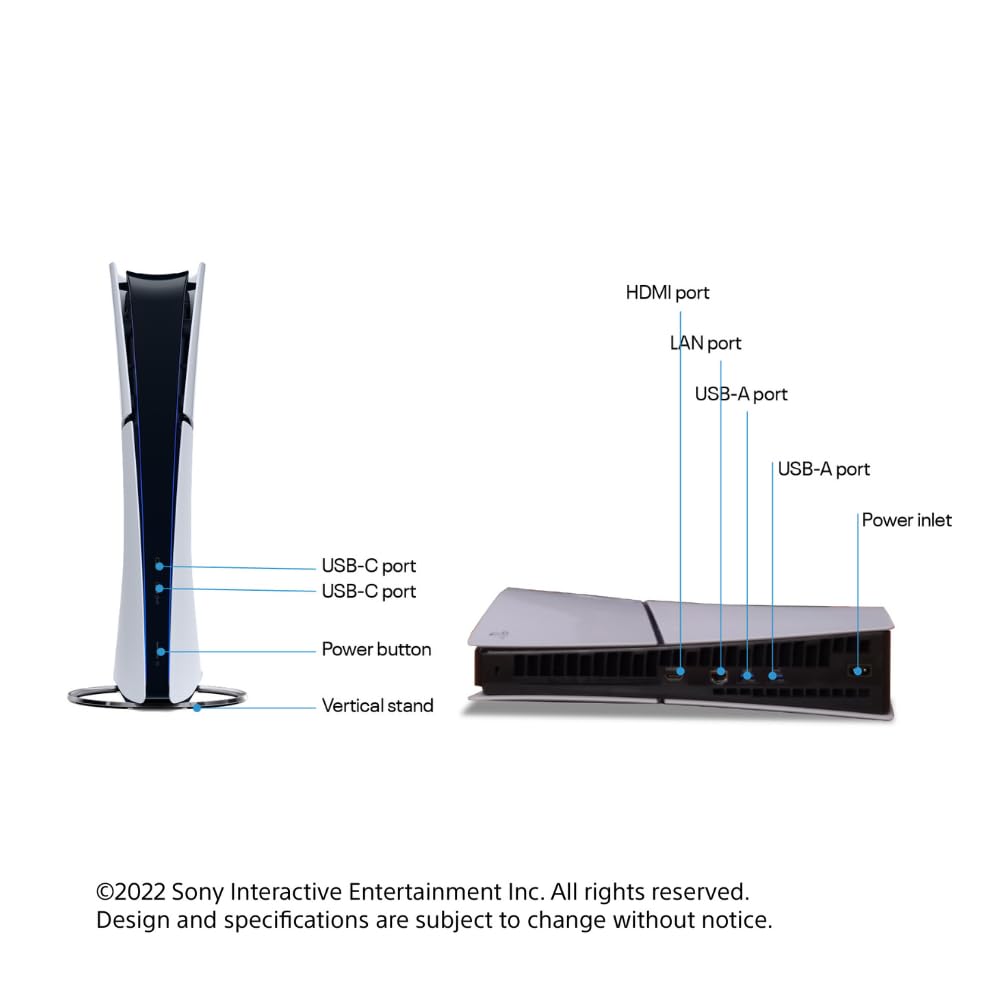 HDMI port
LAN port
USB-A port
USB-A port
Power inlet
USB-C port
USB-C port
Power button
Vertical stand
©2022 Sony Interactive Entertainment Inc. All rights reserved.
Design and specifications are subject to change without notice.